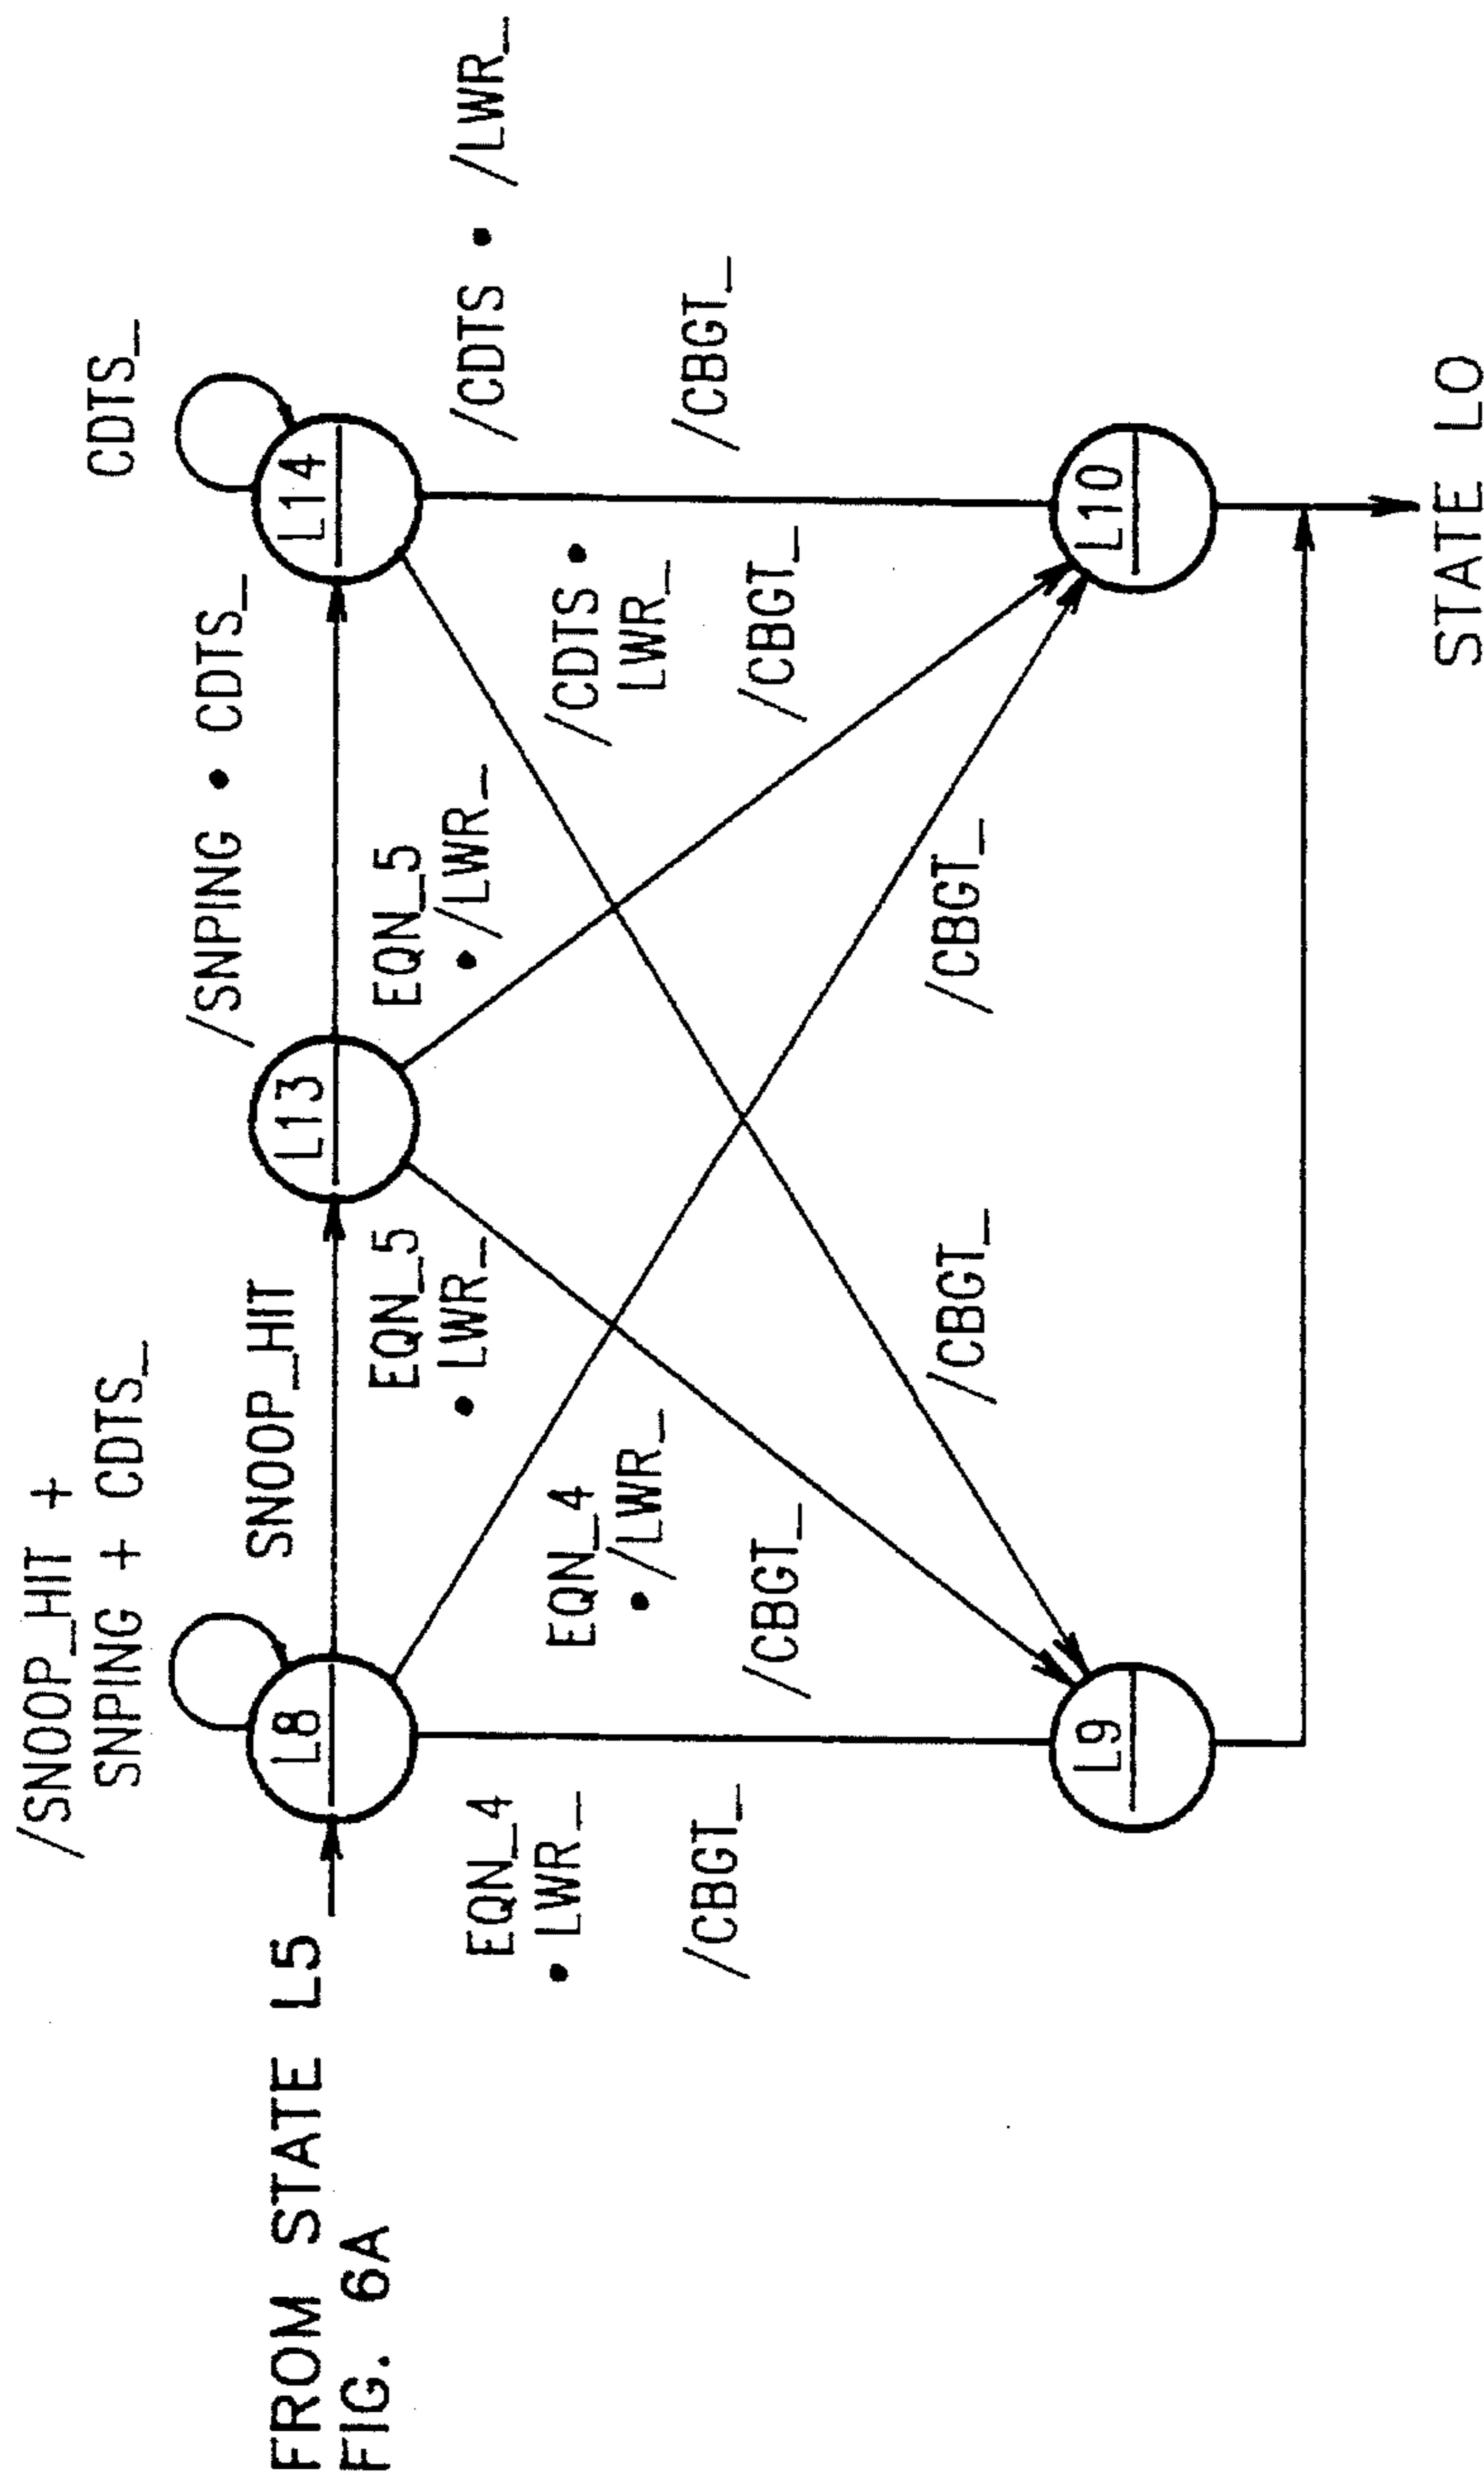 /SNOOP_HIT +
SNPING + CDTS_
CDTS_
/SNPING • CDTS_
SNOOP_HIT
FROM STATE L5
FIG. 6A
L8
L13
L14
EQN_5
• LWR_
EQN_5
• /LWR_
/CDTS • /LWR_
EQN_4
• LWR_
EQN_4
• /LWR_
/CDTS •
LWR_
/CBGT_
/CBGT_
/CBGT_
/CBGT_
/CBGT_
/CBGT_
L9
L10
STATE LO